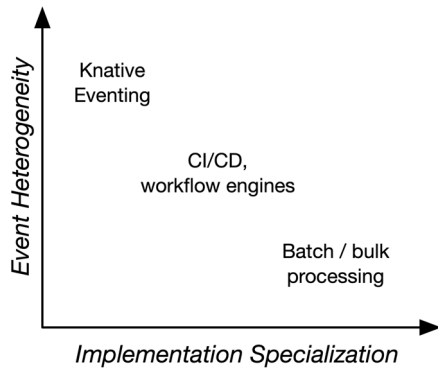 Event Heterogeneity
Knative
Eventing
CI/CD,
workflow engines
Batch / bulk
processing
Implementation Specialization